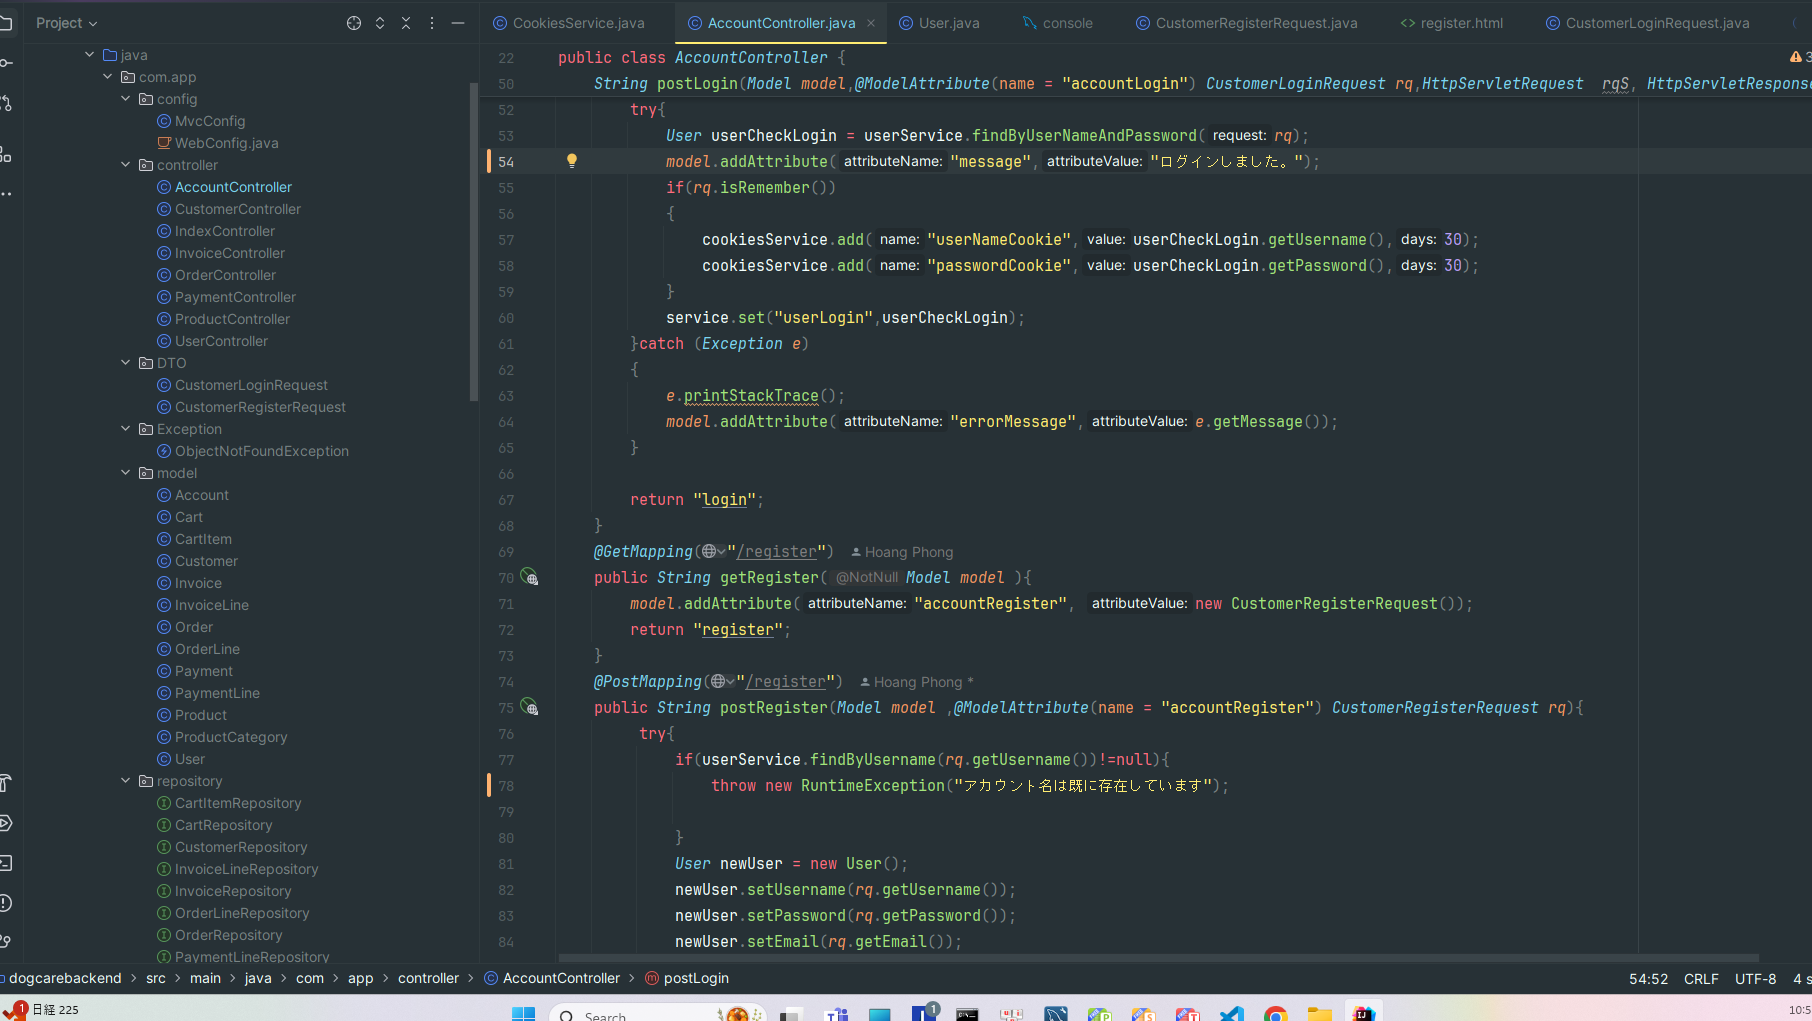 Project
CookiesService.java
AccountController.java
User.java
console
CustomerRegisterRequest.java
register.html
CustomerLoginRequest.java
java
com.app
config
MvcConfig
WebConfig.java
controller
AccountController
CustomerController
IndexController
InvoiceController
OrderController
PaymentController
ProductController
UserController
DTO
CustomerLoginRequest
CustomerRegisterRequest
Exception
ObjectNotFoundException
model
Account
Cart
CartItem
Customer
Invoice
InvoiceLine
Order
OrderLine
Payment
PaymentLine
Product
ProductCategory
User
repository
CartItemRepository
CartRepository
CustomerRepository
InvoiceLineRepository
InvoiceRepository
OrderLineRepository
OrderRepository
PaymentLineRepository
22 public class AccountController {
50 String postLogin(Model model,@ModelAttribute(name = "accountLogin") CustomerLoginRequest rq,HttpServletRequest rqS, HttpServletResponse
52 try{
53 User userCheckLogin = userService.findByUserNameAndPassword( request: rq);
54 model.addAttribute( attributeName: "message", attributeValue: "ログインしました。");
55 if(rq.isRemember())
56 {
57 cookiesService.add( name: "userNameCookie", value: userCheckLogin.getUsername(), days: 30);
58 cookiesService.add( name: "passwordCookie", value: userCheckLogin.getPassword(), days: 30);
59 }
60 service.set("userLogin",userCheckLogin);
61 }catch (Exception e)
62 {
63 e.printStackTrace();
64 model.addAttribute( attributeName: "errorMessage", attributeValue: e.getMessage());
65 }
66
67 return "login";
68 }
69 @GetMapping("/register") Hoang Phong
70 public String getRegister( @NotNull Model model ){
71 model.addAttribute( attributeName: "accountRegister", attributeValue: new CustomerRegisterRequest());
72 return "register";
73 }
74 @PostMapping("/register") Hoang Phong *
75 public String postRegister(Model model ,@ModelAttribute(name = "accountRegister") CustomerRegisterRequest rq){
76 try{
77 if(userService.findByUsername(rq.getUsername())!=null){
78 throw new RuntimeException("アカウント名は既に存在しています");
79
80 }
81 User newUser = new User();
82 newUser.setUsername(rq.getUsername());
83 newUser.setPassword(rq.getPassword());
84 newUser.setEmail(rq.getEmail());
dogcarebackend > src > main > java > com > app > controller > AccountController > postLogin
54:52 CRLF UTF-8 4 s
1 日経 225
Search
1
10:5